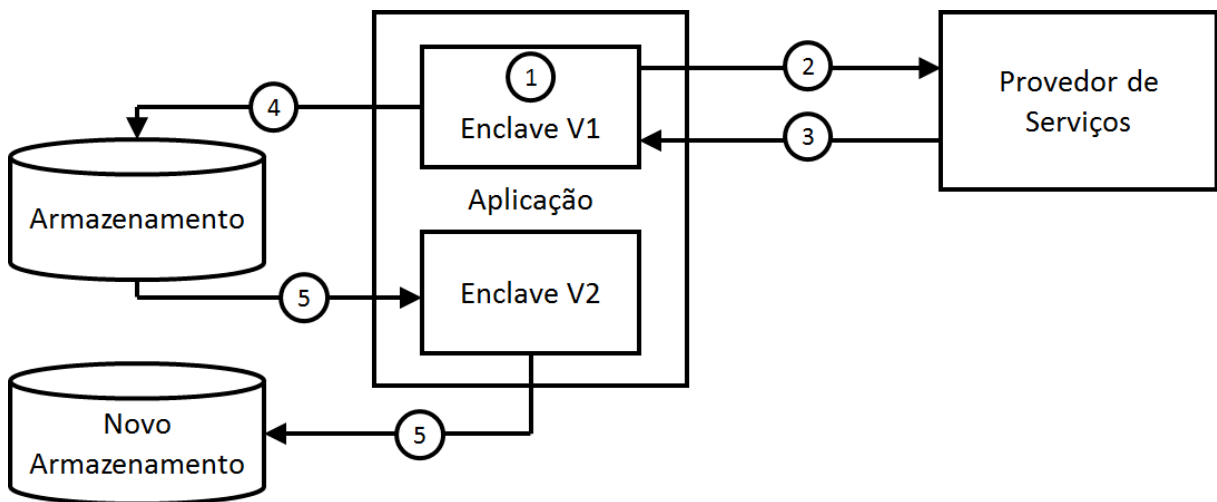 1
Enclave V1
2
3
Provedor de
Serviços
4
Armazenamento
Aplicação
5
Enclave V2
5
Novo
Armazenamento